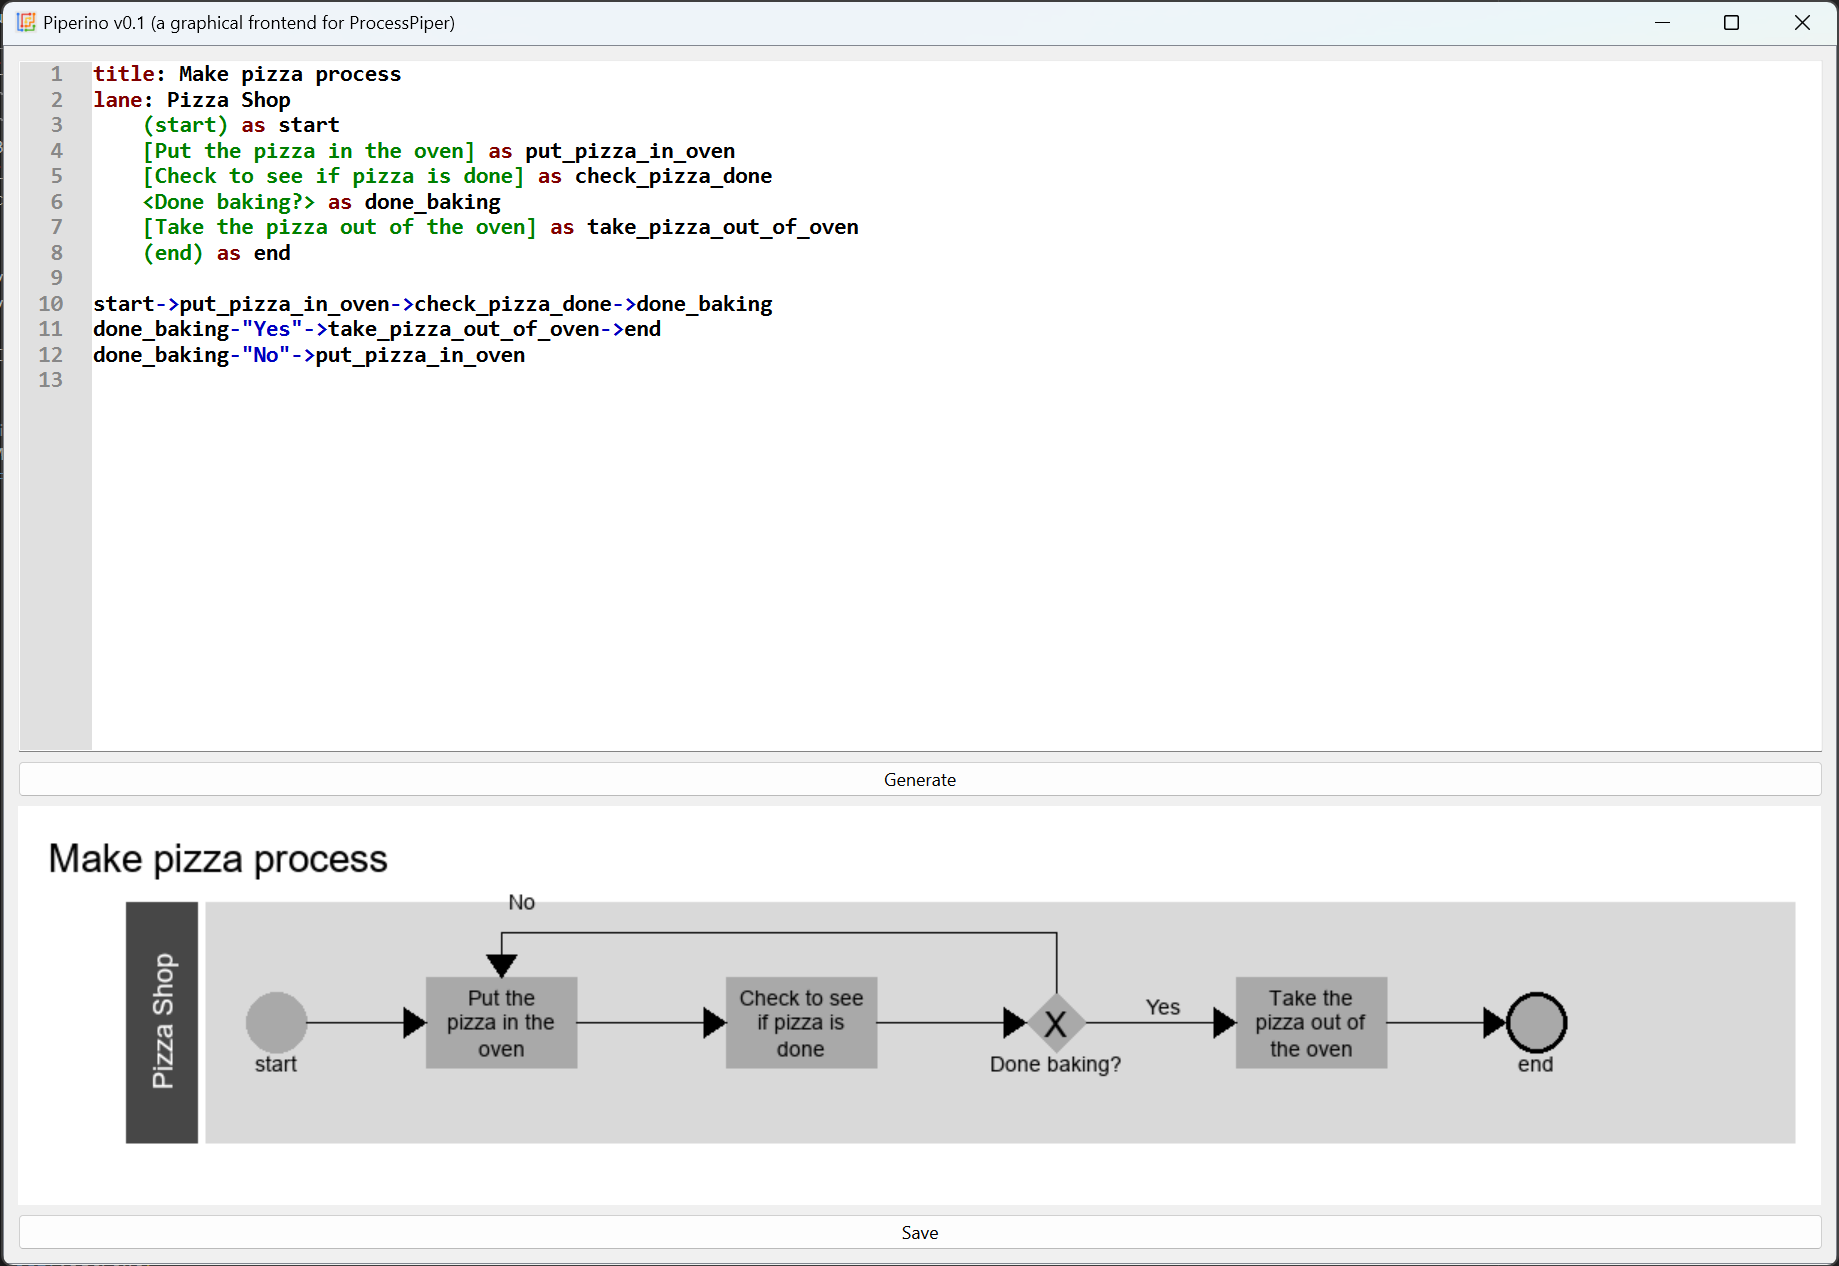 Piperino v0.1 (a graphical frontend for ProcessPiper)
1 title: Make pizza process
2 lane: Pizza Shop
3 (start) as start
4 [Put the pizza in the oven] as put_pizza_in_oven
5 [Check to see if pizza is done] as check_pizza_done
6 <Done baking?> as done_baking
7 [Take the pizza out of the oven] as take_pizza_out_of_oven
8 (end) as end
9
10 start->put_pizza_in_oven->check_pizza_done->done_baking
11 done_baking-"Yes"->take_pizza_out_of_oven->end
12 done_baking-"No"->put_pizza_in_oven
13
Generate
Make pizza process
Pizza Shop
No
start
Put the
pizza in the
oven
Check to see
if pizza is
done
X
Done baking?
Yes
Take the
pizza out of
the oven
end
Save